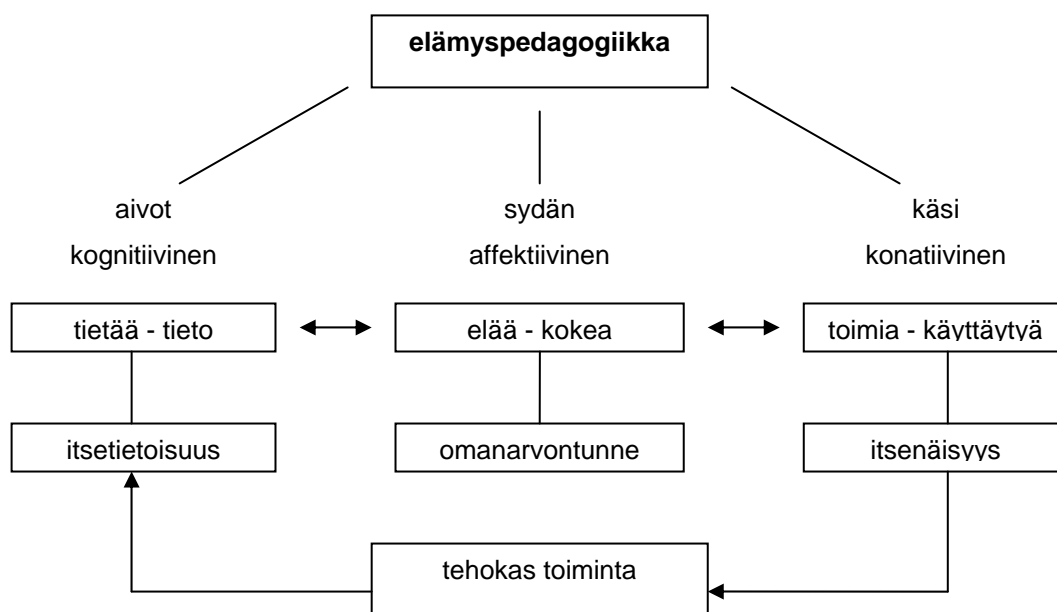 elämyspedagogiikka
aivot
sydän
käsi
kognitiivinen
affektiivinen
konatiivinen
tietää - tieto
elää - kokea
toimia - käyttäytyä
itsetietoisuus
omanarvontunne
itsenäisyys
tehokas toiminta